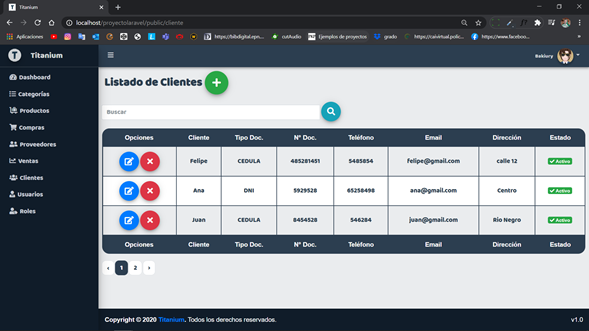 Titanium
localhost/proyectolaravel/public/cliente
Aplicaciones
https://bibdigital.epn...
cutAudio
Ejemplos de proyectos
grado
https://caivirtual.polic...
https://www.faceboo...
Titanium
Bakiury
Dashboard
Categorías
Productos
Compras
Proveedores
Ventas
Clientes
Usuarios
Roles
Listado de Clientes
Buscar
Opciones Cliente Tipo Doc. N° Doc. Teléfono Email Dirección Estado
Felipe CEDULA 485281451 5485854 felipe@gmail.com calle 12 Activo
Ana DNI 5929528 65258498 ana@gmail.com Centro Activo
Juan CEDULA 8454528 546284 juan@gmail.com Rio Negro Activo
Opciones Cliente Tipo Doc. N° Doc. Teléfono Email Dirección Estado
‹ 1 2 ›
Copyright © 2020 Titanium. Todos los derechos reservados.
v1.0